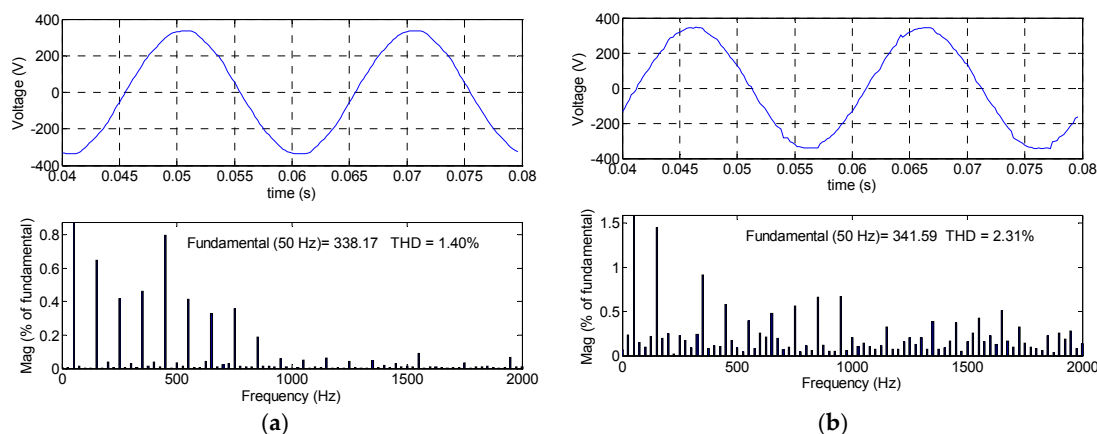 400
200
0
-200
-400
Voltage (V)
0.04 0.045 0.05 0.055 0.06 0.065 0.07 0.075 0.08
time (s)
Fundamental (50 Hz)= 338.17 THD = 1.40%
0.8
0.6
0.4
0.2
0
Mag (% of fundamental)
0 500 1000 1500 2000
Frequency (Hz)
(a)
400
200
0
-200
-400
Voltage (V)
0.04 0.045 0.05 0.055 0.06 0.065 0.07 0.075 0.08
time (s)
Fundamental (50 Hz)= 341.59 THD = 2.31%
1.5
1
0.5
0
Mag (% of fundamental)
0 500 1000 1500 2000
Frequency (Hz)
(b)